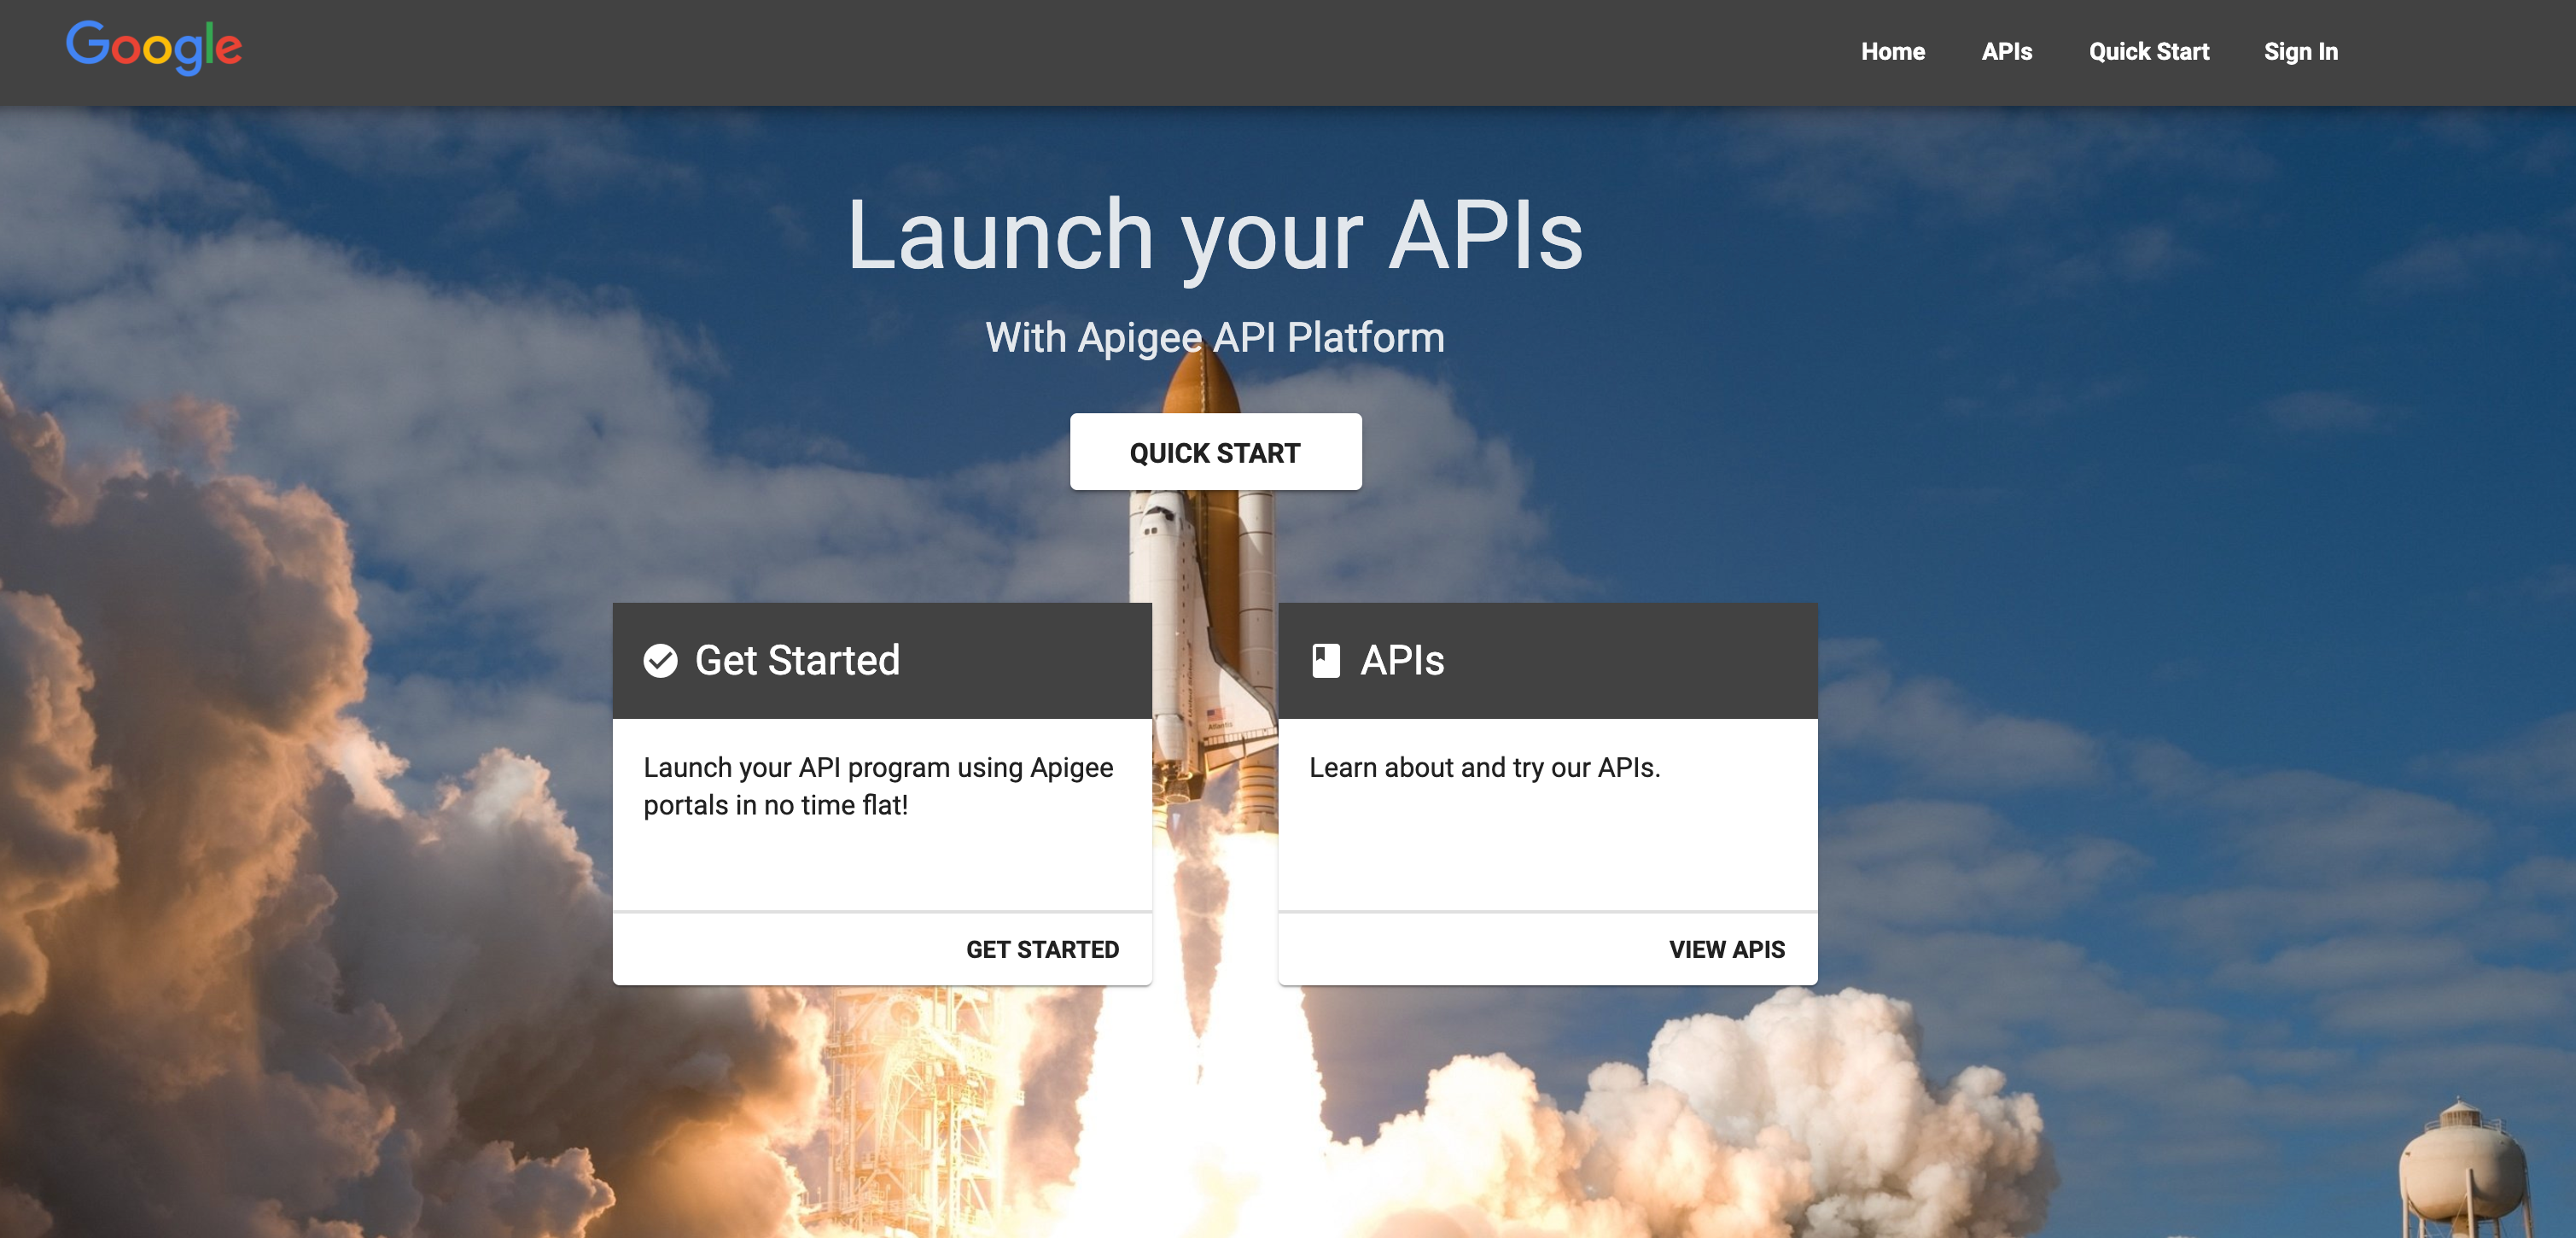 Google
Home APIs Quick Start Sign In
Launch your APIs
With Apigee API Platform
QUICK START
Get Started
APIs
Launch your API program using Apigee
portals in no time flat!
Learn about and try our APIs.
GET STARTED
VIEW APIS
Atlantis